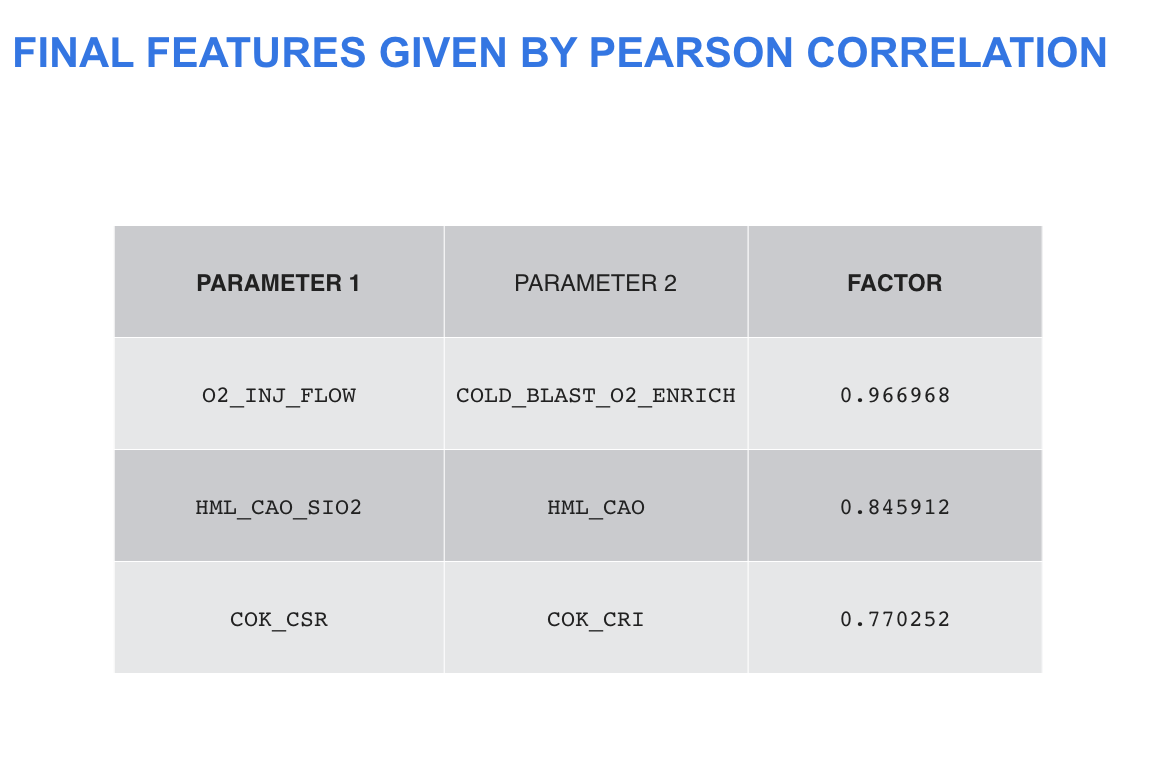 FINAL FEATURES GIVEN BY PEARSON CORRELATION
PARAMETER 1 PARAMETER 2 FACTOR
O2_INJ_FLOW COLD_BLAST_O2_ENRICH 0.966968
HML_CAO_SIO2 HML_CAO 0.845912
COK_CSR COK_CRI 0.770252